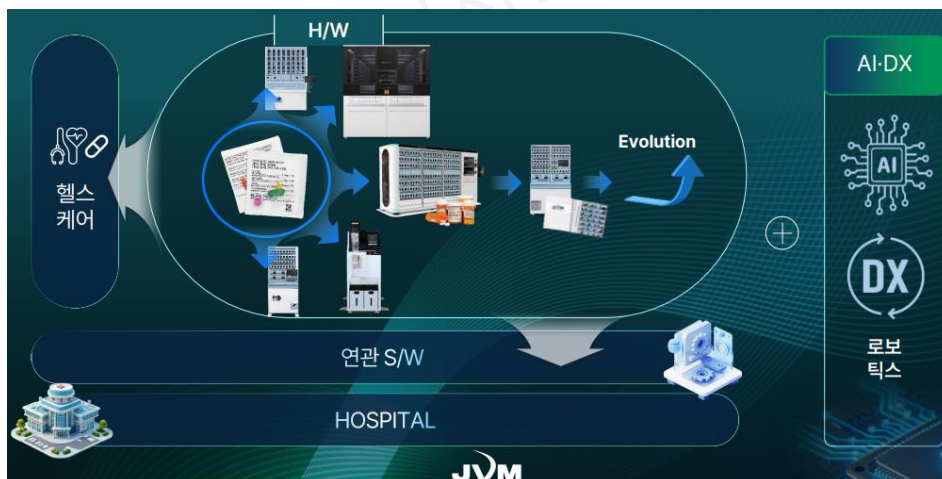 H/W
AI·DX
Evolution
AI
헬스
케어
DX
로보
틱스
연관 S/W
HOSPITAL
JVM